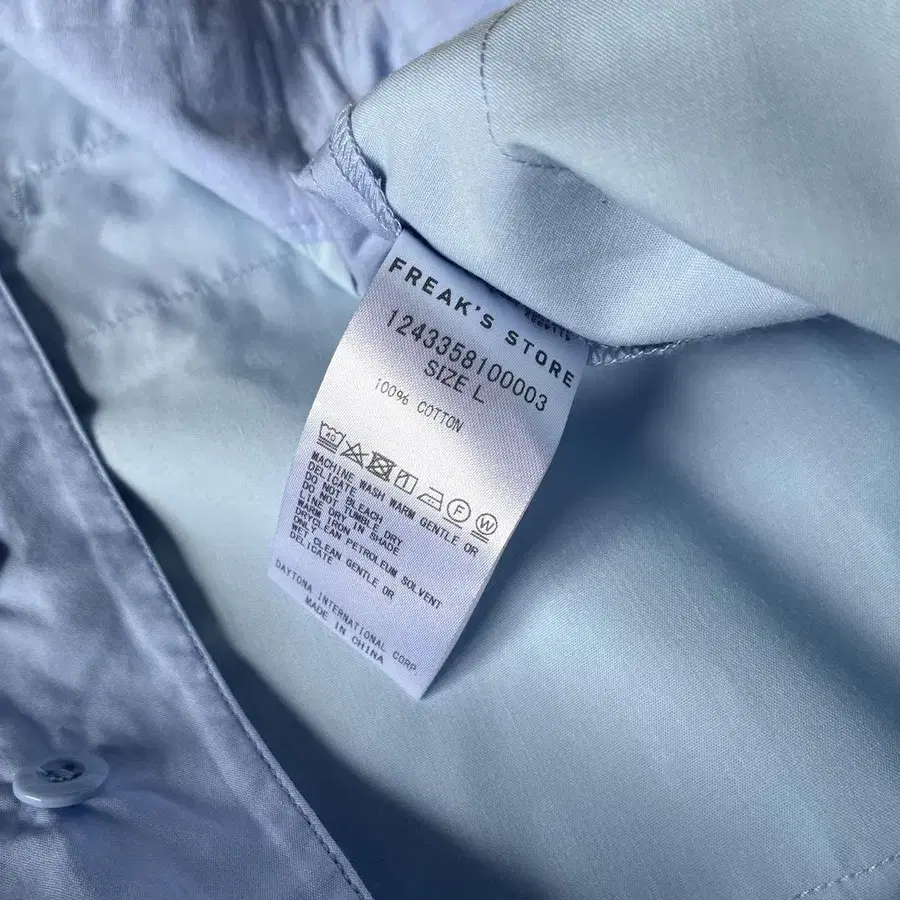 FREAK'S STORE
1243358100003
SIZE L
100% COTTON
40
MACHINE WASH WARM GENTLE OR
DELICATE
DO NOT BLEACH
DO NOT TUMBLE DRY
LINE DRY IN SHADE
WARM IRON
DRYCLEAN PETROLEUM SOLVENT
ONLY
WET CLEAN GENTLE OR
DELICATE
DAYTONA INTERNATIONAL CORP
MADE IN CHINA